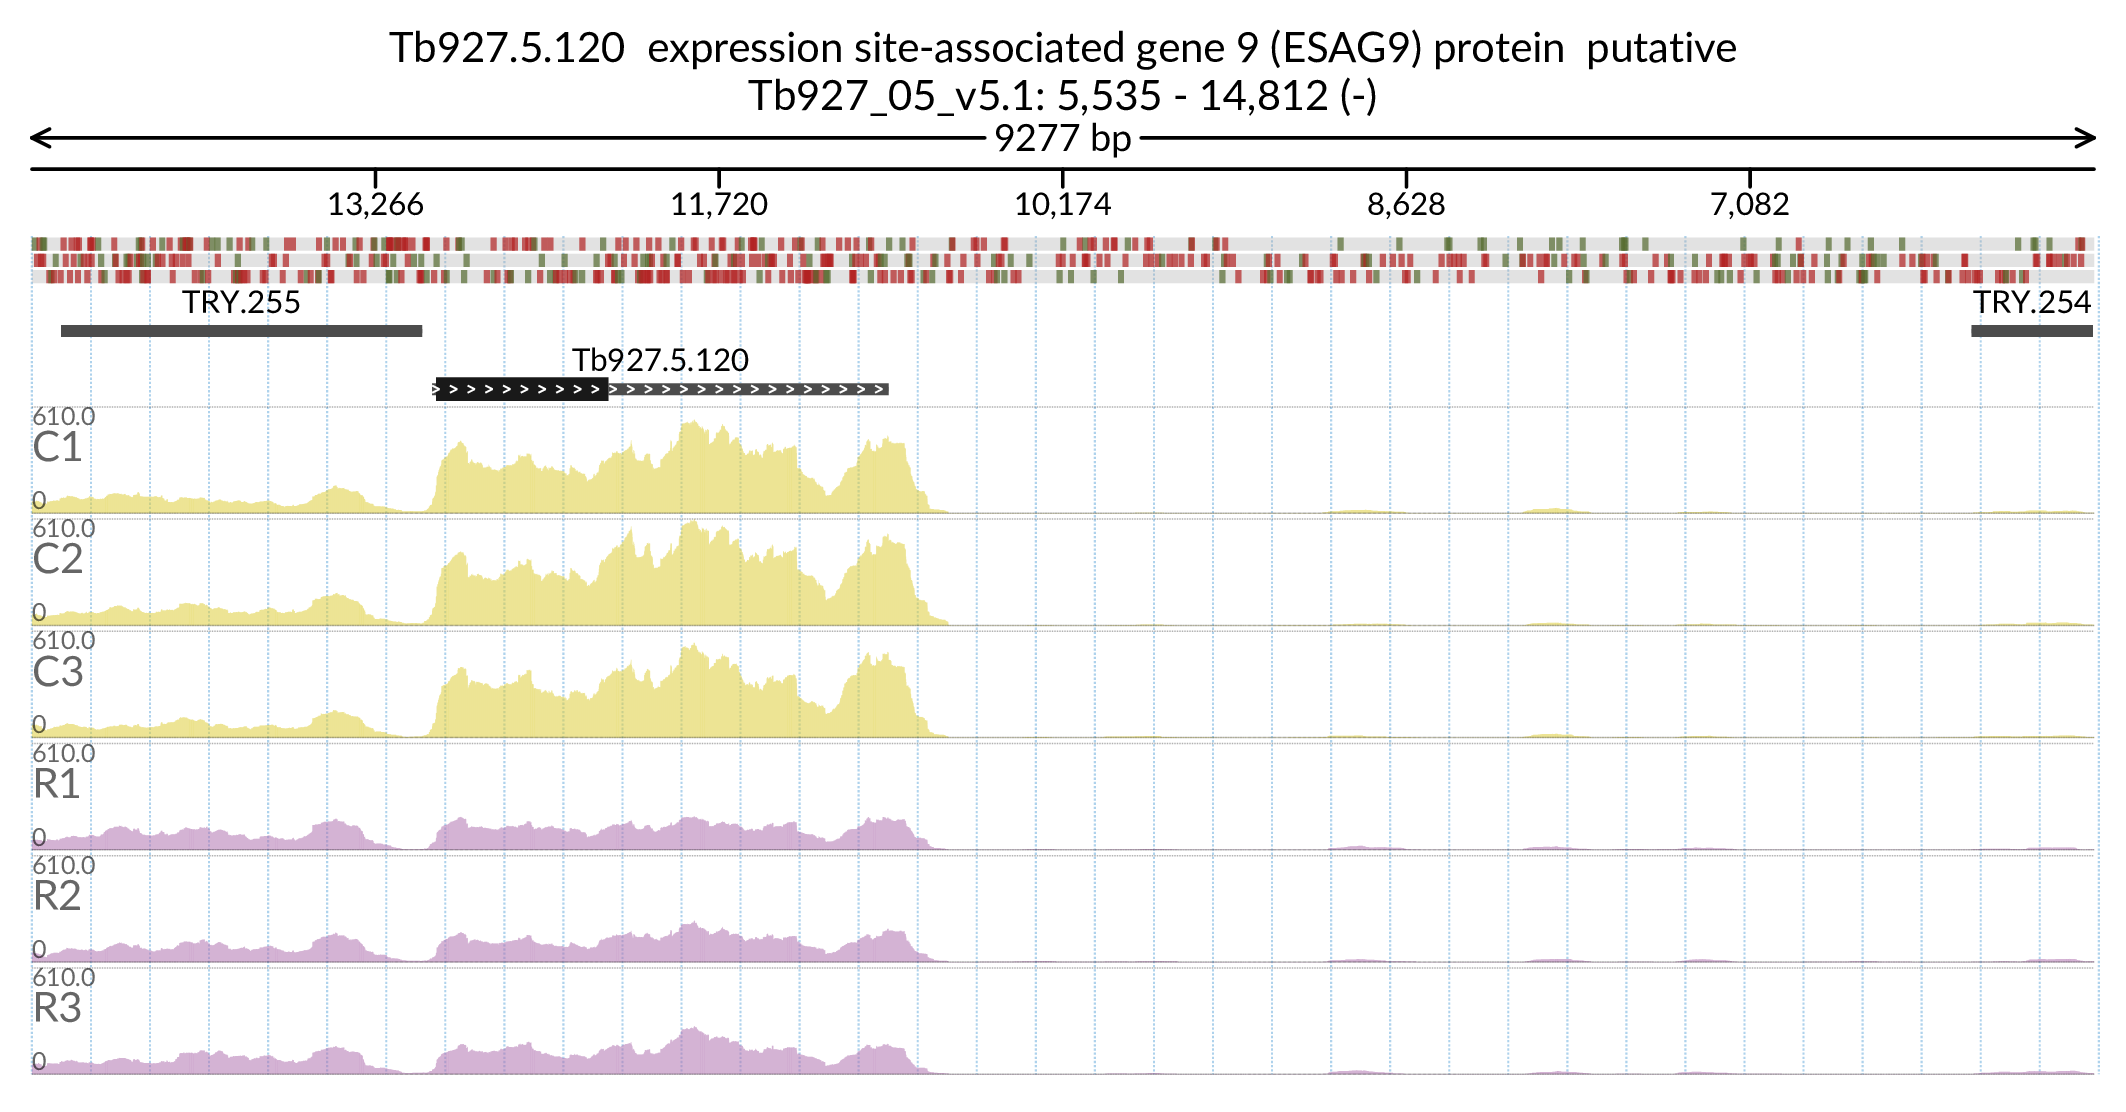 Tb927.5.120  expression site-associated gene 9 (ESAG9) protein  putative
Tb927_05_v5.1: 5,535 - 14,812 (-)
9277 bp
13,266 11,720 10,174 8,628 7,082
TRY.255 TRY.254
Tb927.5.120
610.0
C1
0
610.0
C2
0
610.0
C3
0
610.0
R1
0
610.0
R2
0
610.0
R3
0